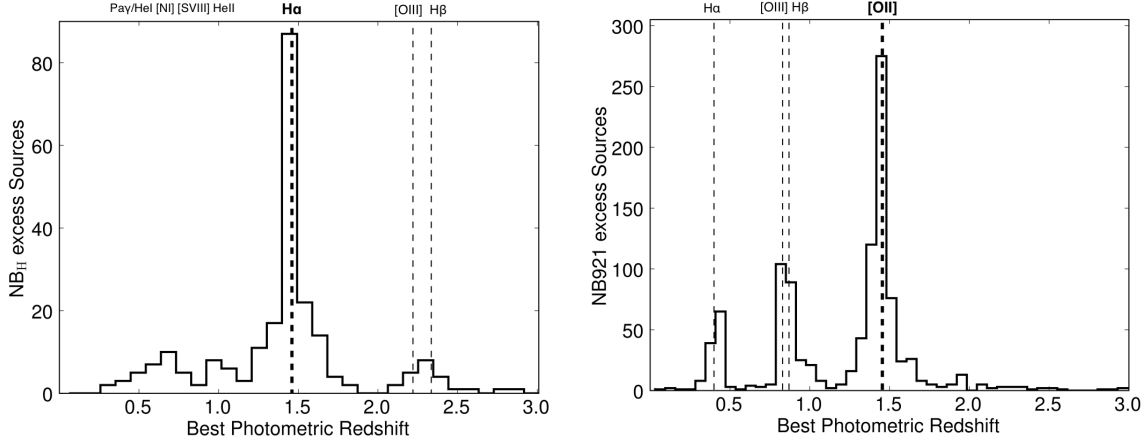 Paγ/HeI [NI] [SVIII] HeII Hα [OIII] Hβ
80
60
40
20
0
NB_H excess Sources
0.5 1.0 1.5 2.0 2.5 3.0
Best Photometric Redshift
Hα [OIII] Hβ [OII]
300
250
200
150
100
50
0
NB921 excess Sources
0.5 1.0 1.5 2.0 2.5 3.0
Best Photometric Redshift